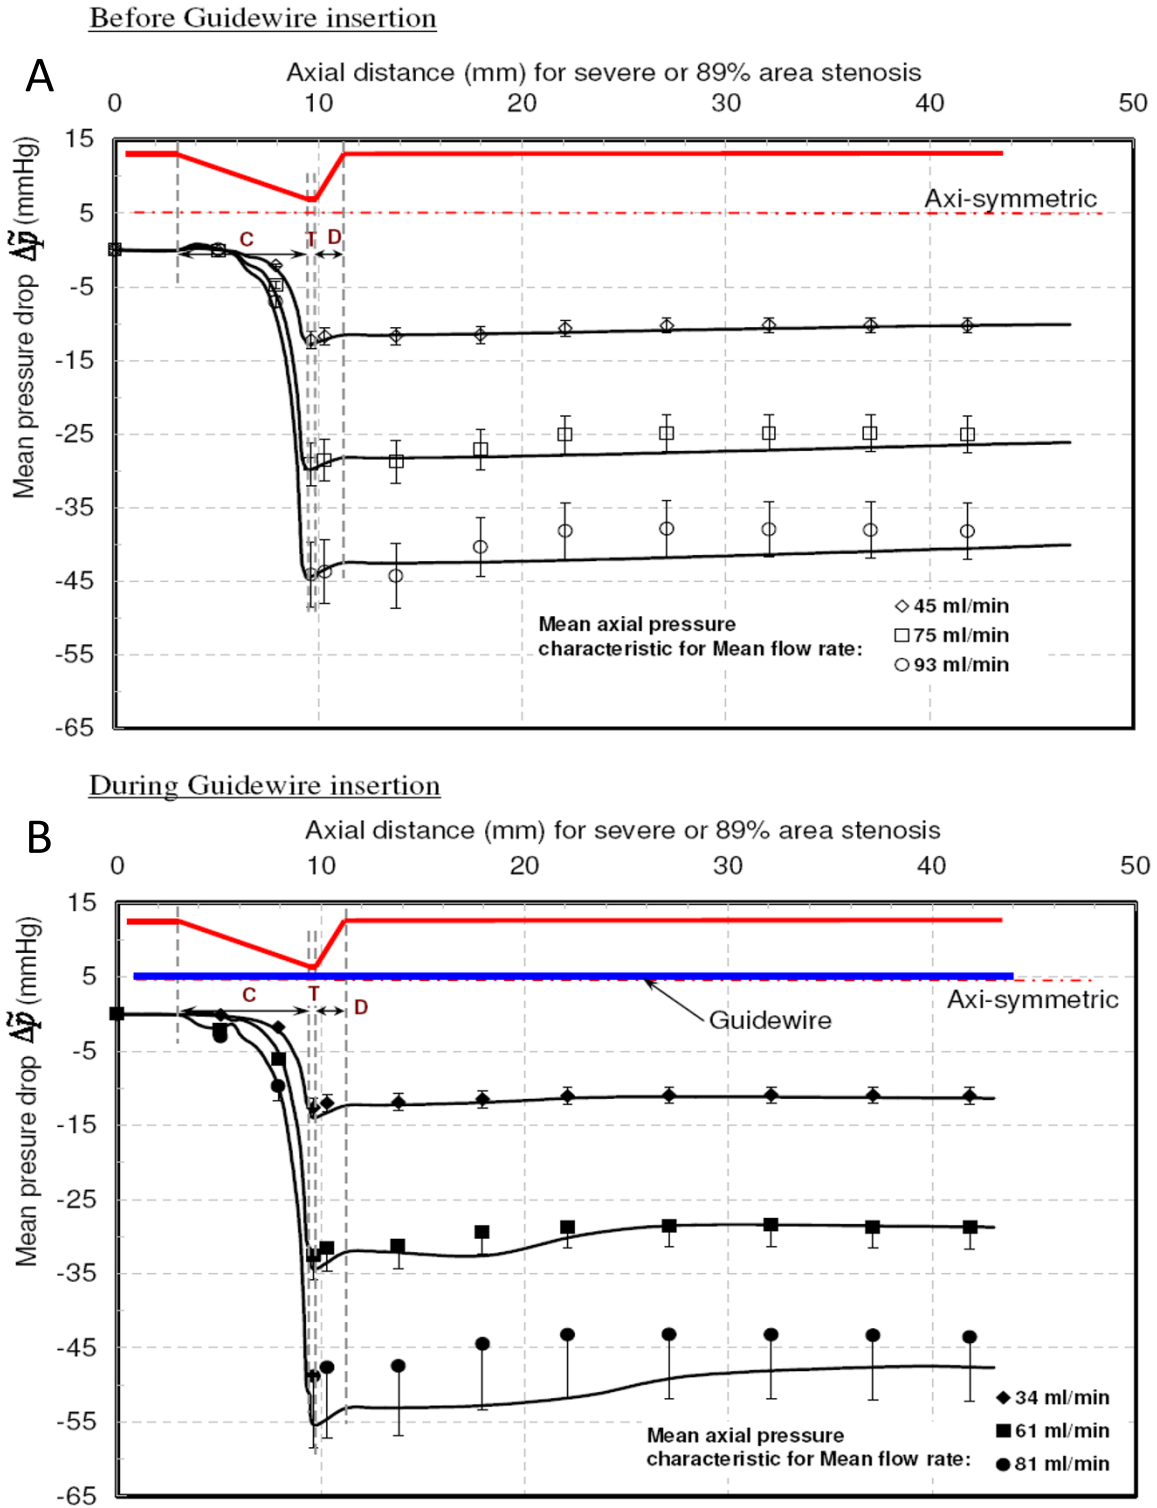 Before Guidewire insertion
A
Axial distance (mm) for severe or 89% area stenosis
0 10 20 30 40 50
Mean pressure drop Δp̃ (mmHg)
15
5
-5
-15
-25
-35
-45
-55
-65
Axi-symmetric
C T D
Mean axial pressure
characteristic for Mean flow rate:
45 ml/min
75 ml/min
93 ml/min
During Guidewire insertion
B
Axial distance (mm) for severe or 89% area stenosis
0 10 20 30 40 50
Mean presure drop Δp̃ (mmHg)
15
5
-5
-15
-25
-35
-45
-55
-65
C T D
Axi-symmetric
Guidewire
Mean axial pressure
characteristic for Mean flow rate:
34 ml/min
61 ml/min
81 ml/min